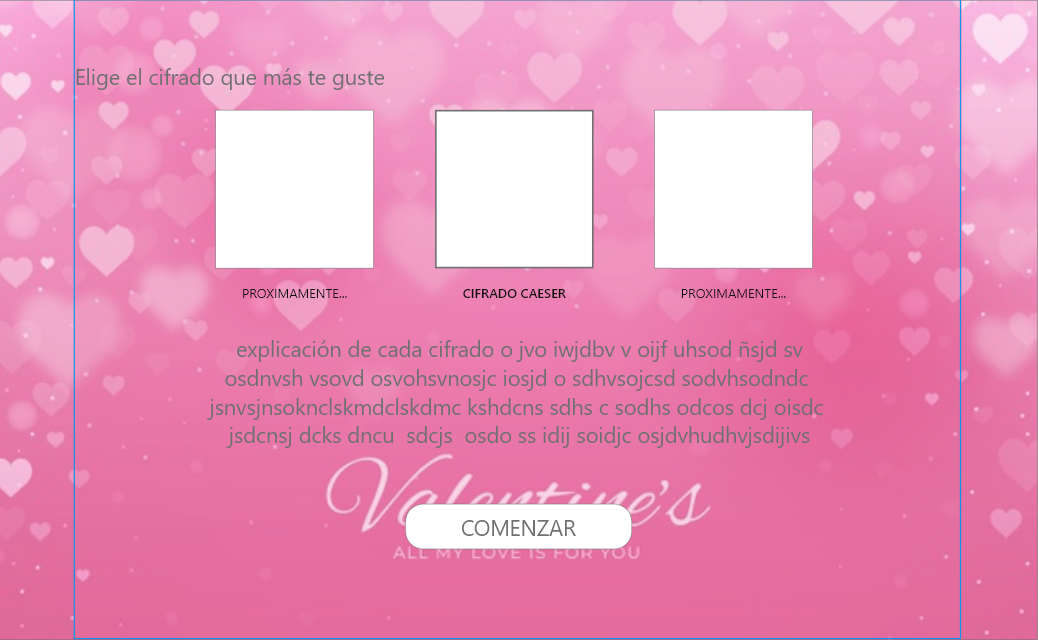 Elige el cifrado que más te guste
PROXIMAMENTE...
CIFRADO CAESER
PROXIMAMENTE...
explicación de cada cifrado o jvo iwjdbv v oijf uhsod ñsjd sv
osdnvsh vsovd osvohsvnosjc iosjd o sdhvsojcsd sodvhsodndc
jsnvsjnsoknclskmdclskdmc kshdcns sdhs c sodhs odcos dcj oisdc
jsdcnsj dcks dncu  sdcjs  osdo ss idij soidjc osjdvhudhvjsdijivs
Valentine's
COMENZAR
ALL MY LOVE IS FOR YOU